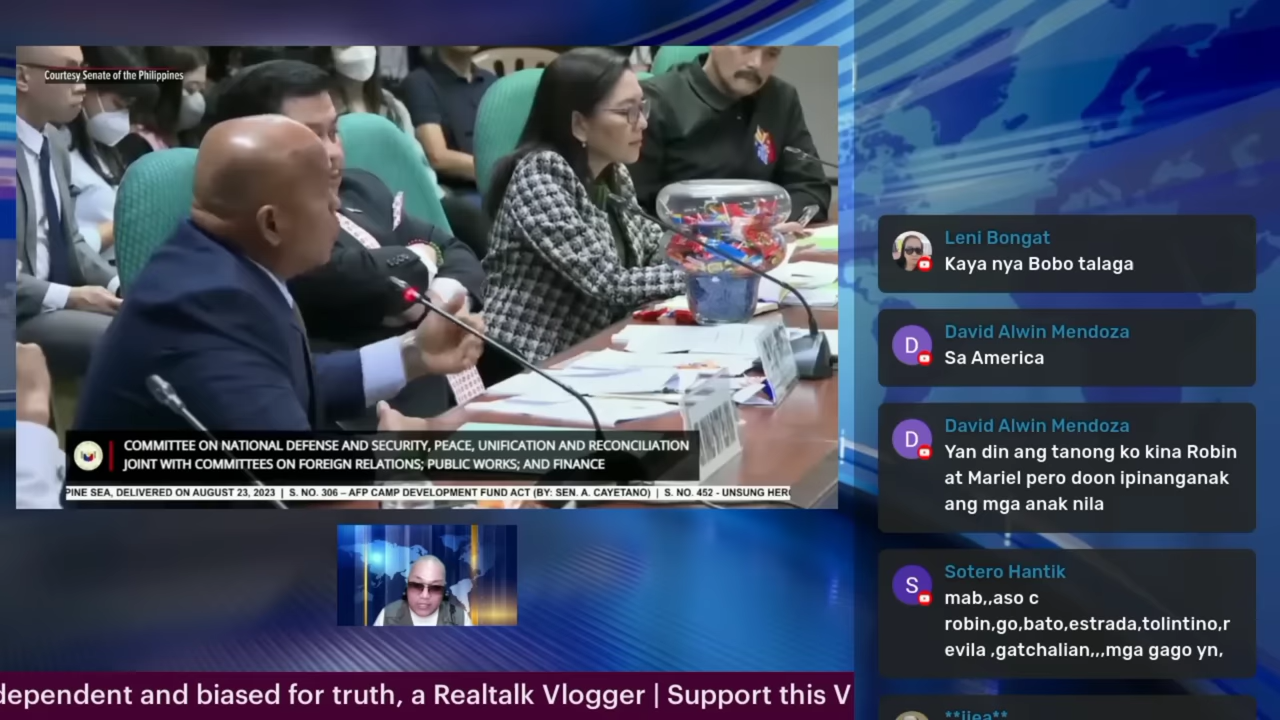 Courtesy Senate of the Philippines
COMMITTEE ON NATIONAL DEFENSE AND SECURITY, PEACE, UNIFICATION AND RECONCILIATION
JOINT WITH COMMITTEES ON FOREIGN RELATIONS; PUBLIC WORKS; AND FINANCE
PINE SEA, DELIVERED ON AUGUST 23, 2023 | S. NO. 306 – AFP CAMP DEVELOPMENT FUND ACT (BY: SEN. A. CAYETANO) | S. NO. 452 - UNSUNG HER
dependent and biased for truth, a Realtalk Vlogger | Support this V
Leni Bongat
Kaya nya Bobo talaga
D
David Alwin Mendoza
Sa America
D
David Alwin Mendoza
Yan din ang tanong ko kina Robin
at Mariel pero doon ipinanganak
ang mga anak nila
S
Sotero Hantik
mab,,aso c
robin,go,bato,estrada,tolintino,r
evila ,gatchalian,,,mga gago yn,